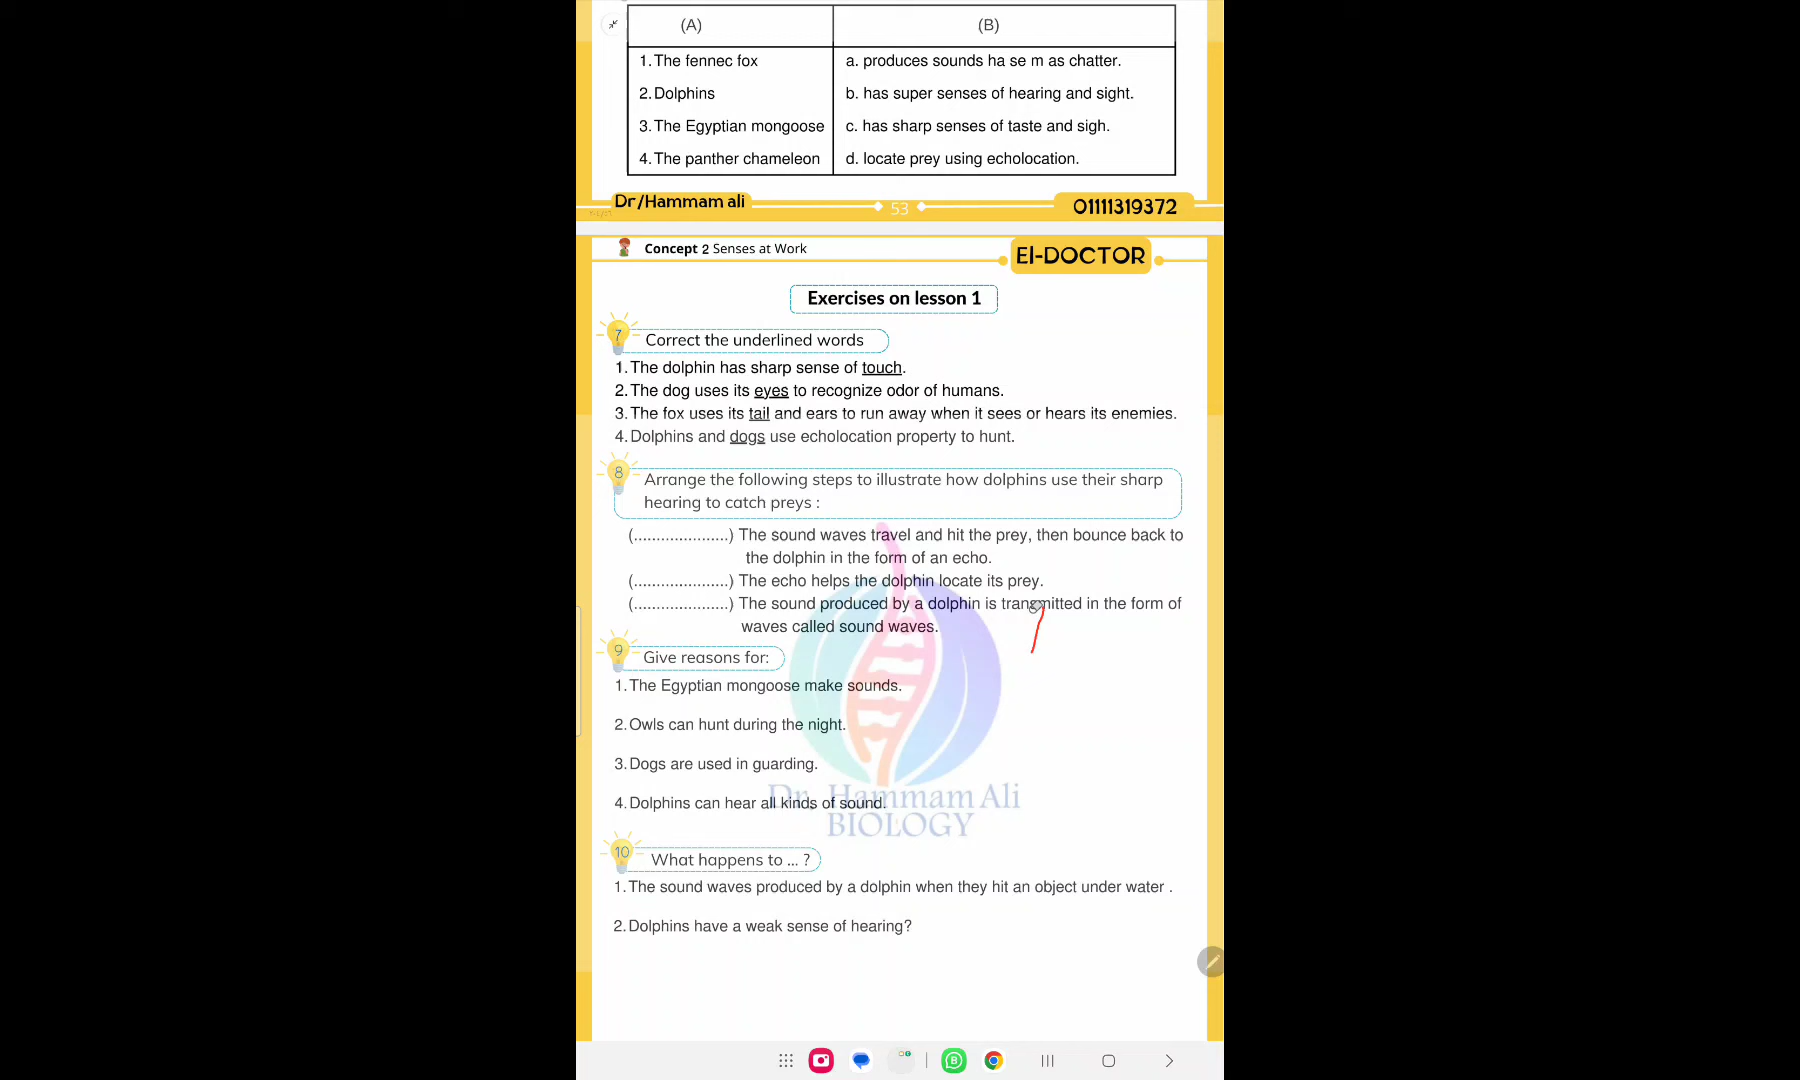 (A) (B)
1. The fennec fox a. produces sounds ha se m as chatter.
2. Dolphins b. has super senses of hearing and sight.
3. The Egyptian mongoose c. has sharp senses of taste and sigh.
4. The panther chameleon d. locate prey using echolocation.
Dr/Hammam ali 53 01111319372
Concept 2 Senses at Work El-DOCTOR
Exercises on lesson 1
7 Correct the underlined words
1. The dolphin has sharp sense of touch.
2. The dog uses its eyes to recognize odor of humans.
3. The fox uses its tail and ears to run away when it sees or hears its enemies.
4. Dolphins and dogs use echolocation property to hunt.
8 Arrange the following steps to illustrate how dolphins use their sharp
hearing to catch preys :
(.....................) The sound waves travel and hit the prey, then bounce back to
the dolphin in the form of an echo.
(.....................) The echo helps the dolphin locate its prey.
(.....................) The sound produced by a dolphin is transmitted in the form of
waves called sound waves.
9 Give reasons for:
1. The Egyptian mongoose make sounds.
2. Owls can hunt during the night.
3. Dogs are used in guarding.
4. Dolphins can hear all kinds of sound.
Dr. Hammam Ali
BIOLOGY
10 What happens to ... ?
1. The sound waves produced by a dolphin when they hit an object under water .
2. Dolphins have a weak sense of hearing?